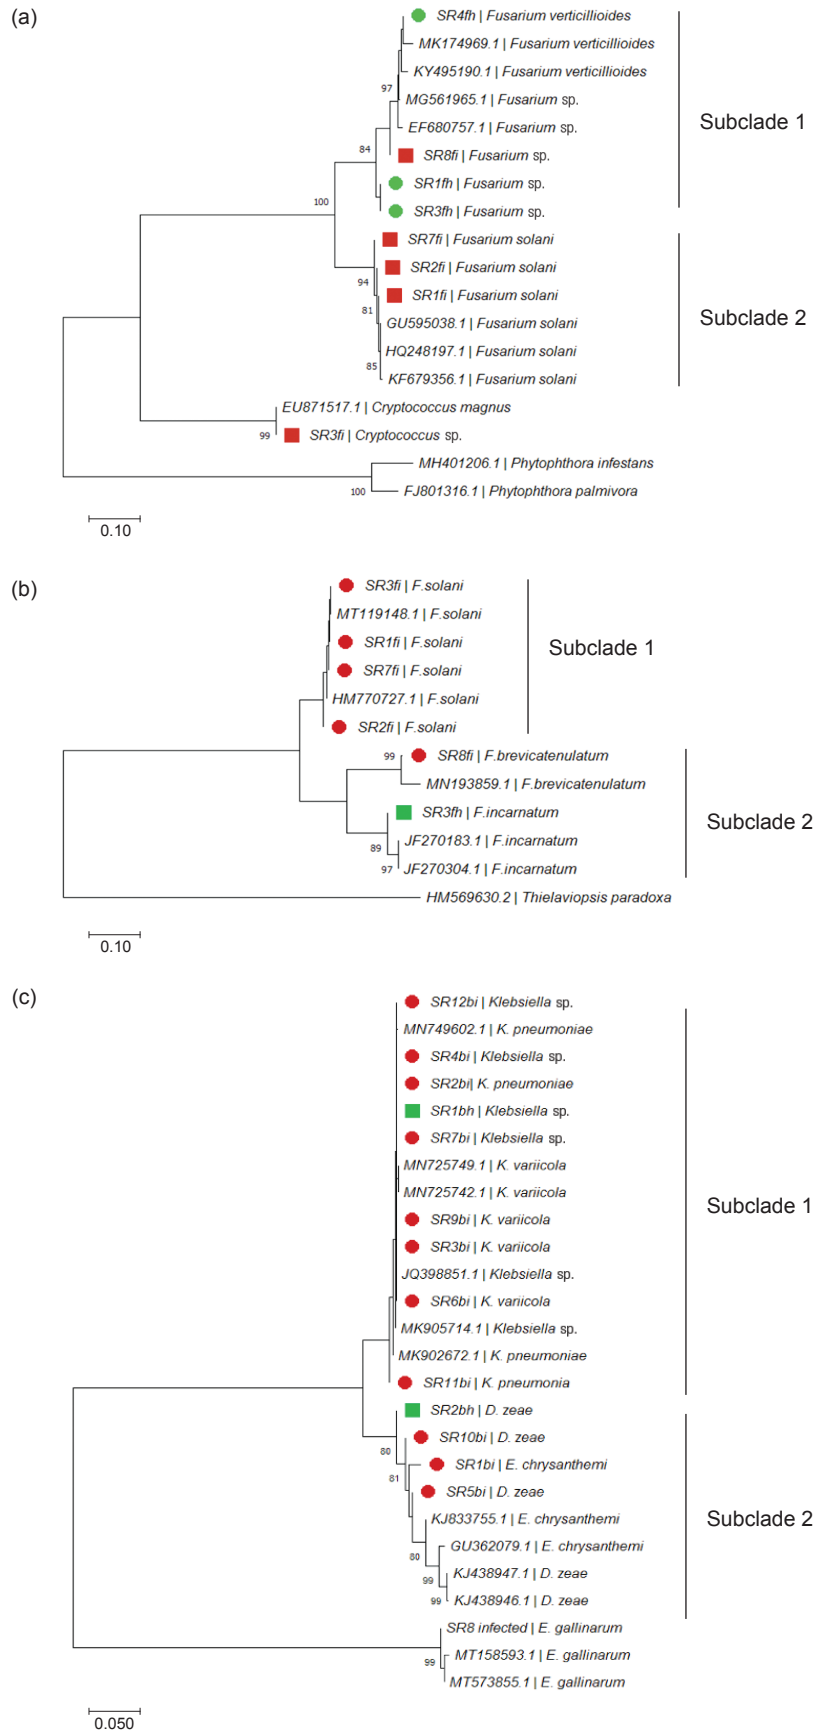 (a)
SR4fh | Fusarium verticillioides
MK174969.1 | Fusarium verticillioides
KY495190.1 | Fusarium verticillioides
97
MG561965.1 | Fusarium sp.
Subclade 1
EF680757.1 | Fusarium sp.
84
SR8fi | Fusarium sp.
SR1fh | Fusarium sp.
100
SR3fh | Fusarium sp.
SR7fi | Fusarium solani
SR2fi | Fusarium solani
94
SR1fi | Fusarium solani
81
GU595038.1 | Fusarium solani
Subclade 2
HQ248197.1 | Fusarium solani
85
KF679356.1 | Fusarium solani
EU871517.1 | Cryptococcus magnus
99
SR3fi | Cryptococcus sp.
MH401206.1 | Phytophthora infestans
100
FJ801316.1 | Phytophthora palmivora
0.10
(b)
SR3fi | F.solani
MT119148.1 | F.solani
SR1fi | F.solani
Subclade 1
SR7fi | F.solani
HM770727.1 | F.solani
SR2fi | F.solani
99
SR8fi | F.brevicatenulatum
MN193859.1 | F.brevicatenulatum
SR3fh | F.incarnatum
Subclade 2
JF270183.1 | F.incarnatum
89
97
JF270304.1 | F.incarnatum
HM569630.2 | Thielaviopsis paradoxa
0.10
(c)
SR12bi | Klebsiella sp.
MN749602.1 | K. pneumoniae
SR4bi | Klebsiella sp.
SR2bi| K. pneumoniae
SR1bh | Klebsiella sp.
SR7bi | Klebsiella sp.
MN725749.1 | K. variicola
MN725742.1 | K. variicola
Subclade 1
SR9bi | K. variicola
SR3bi | K. variicola
JQ398851.1 | Klebsiella sp.
SR6bi | K. variicola
MK905714.1 | Klebsiella sp.
MK902672.1 | K. pneumoniae
SR11bi | K. pneumonia
SR2bh | D. zeae
80
SR10bi | D. zeae
SR1bi | E. chrysanthemi
81
SR5bi | D. zeae
KJ833755.1 | E. chrysanthemi
Subclade 2
GU362079.1 | E. chrysanthemi
80
KJ438947.1 | D. zeae
99
99
KJ438946.1 | D. zeae
SR8 infected | E. gallinarum
MT158593.1 | E. gallinarum
99
MT573855.1 | E. gallinarum
0.050